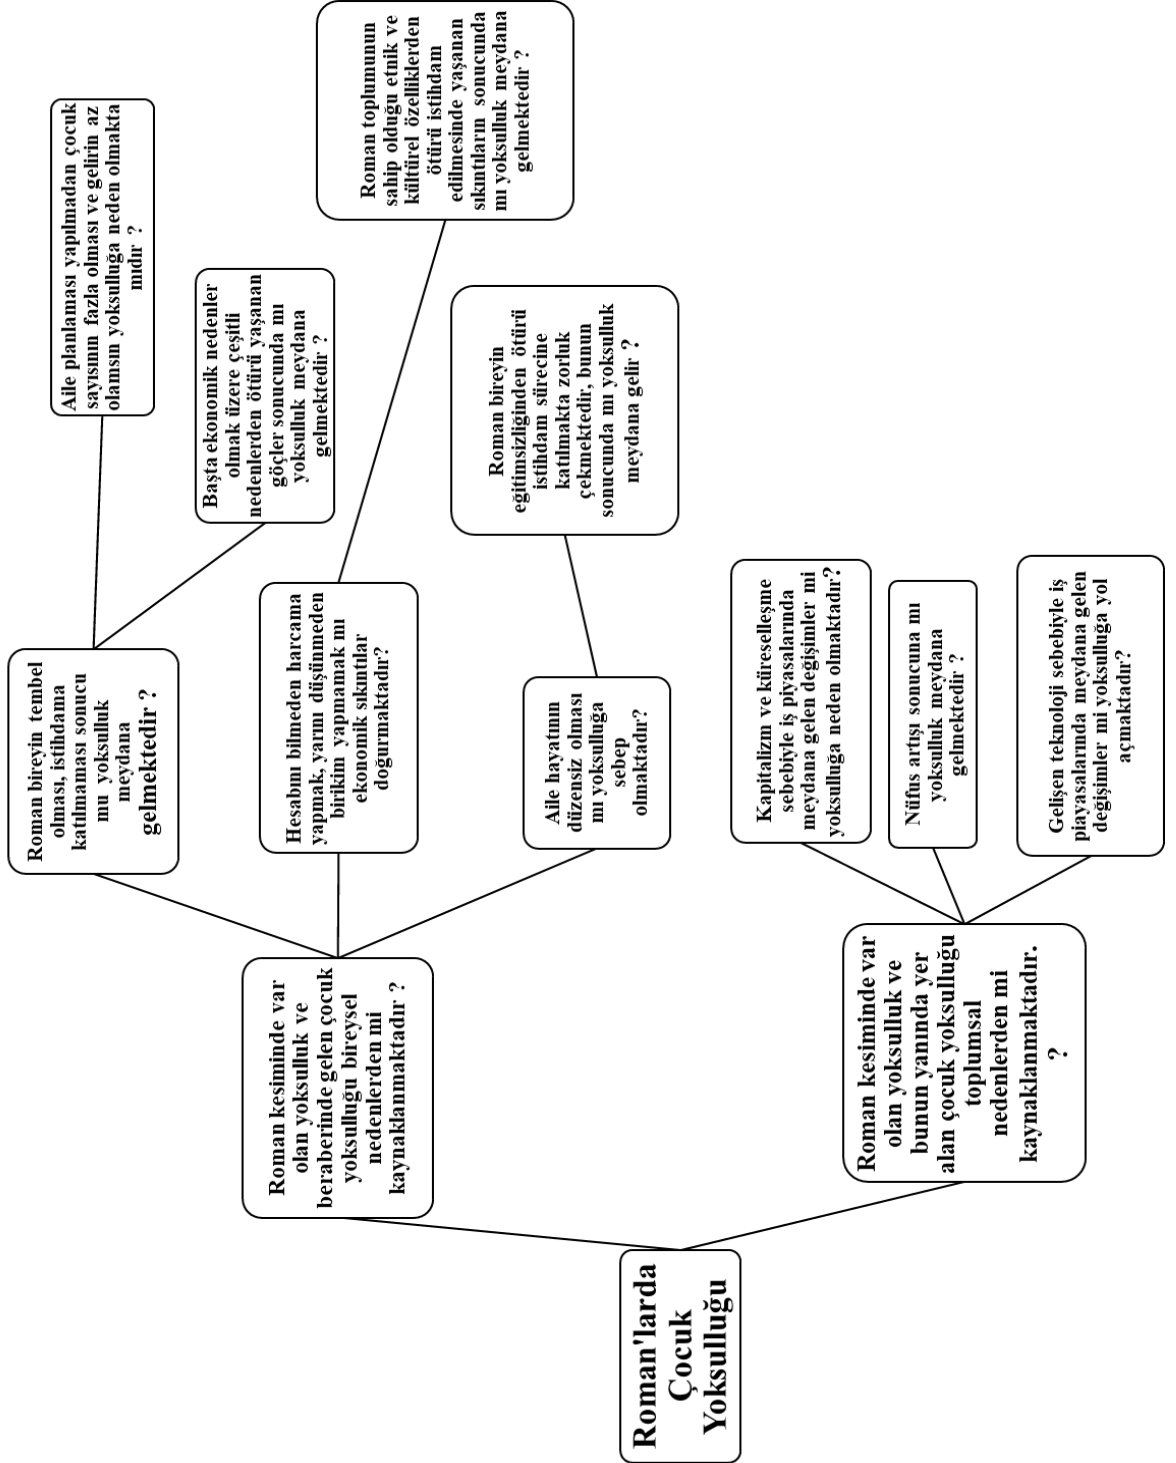 Roman'larda
Çocuk
Yoksulluğu
Roman kesiminde var
olan yoksulluk ve
beraberinde gelen çocuk
yoksulluğu bireysel
nedenlerden mi
kaynaklanmaktadır ?
Roman bireyin tembel
olması, istihdama
katılmaması sonucu
mu yoksulluk
meydana
gelmektedir ?
Aile planlaması yapılmadan çocuk
sayısının fazla olması ve gelirin az
olamsın yoksulluğa neden olmakta
mıdır ?
Başta ekonomik nedenler
olmak üzere çeşitli
nedenlerden ötürü yaşanan
göçler sonucunda mı
yoksulluk meydana
gelmektedir ?
Hesabını bilmeden harcama
yapmak, yarını düşünmeden
birikim yapmamak mı
ekonomik sıkıntılar
doğurmaktadır?
Roman toplumunun
sahip olduğu etnik ve
kültürel özelliklerden
ötürü istihdam
edilmesinde yaşanan
sıkıntıların sonucunda
mı yoksulluk meydana
gelmektedir ?
Aile hayatının
düzensiz olması
mı yoksulluğa
sebep
olmaktadır?
Roman bireyin
eğitimsizliğinden ötürü
istihdam sürecine
katılmakta zorluk
çekmektedir, bunun
sonucunda mı yoksulluk
meydana gelir ?
Roman kesiminde var
olan yoksulluk ve
bunun yanında yer
alan çocuk yoksulluğu
toplumsal
nedenlerden mi
kaynaklanmaktadır.
?
Kapitalizm ve küreselleşme
sebebiyle iş piyasalarında
meydana gelen değişimler mi
yoksulluğa neden olmaktadır?
Nüfus artışı sonucuna mı
yoksulluk meydana
gelmektedir ?
Gelişen teknoloji sebebiyle iş
piayasalarında meydana gelen
değişimler mi yoksulluğa yol
açmaktadır?